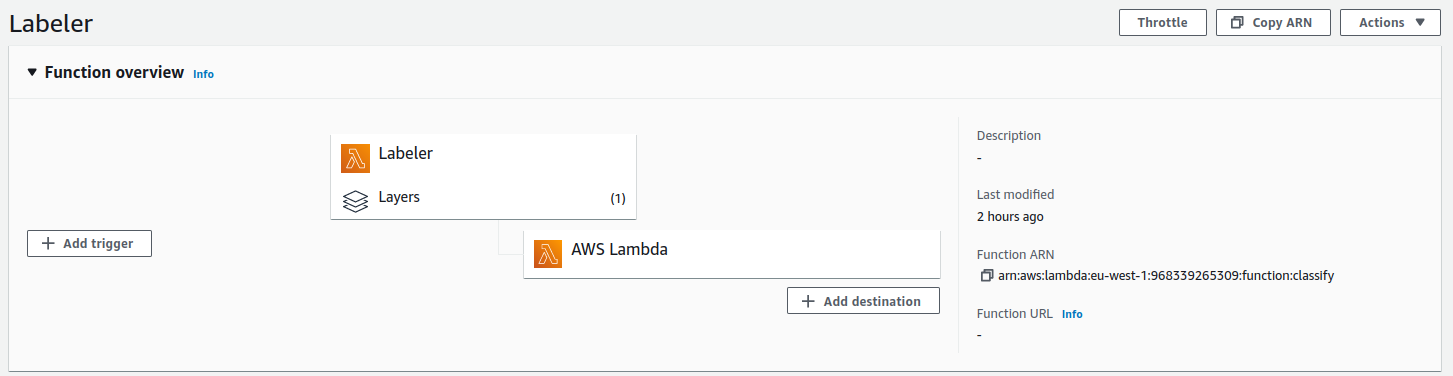 Labeler
Throttle
Copy ARN
Actions
Function overview Info
Labeler
Layers (1)
Add trigger
AWS Lambda
Add destination
Description
-
Last modified
2 hours ago
Function ARN
arn:aws:lambda:eu-west-1:968339265309:function:classify
Function URL Info
-